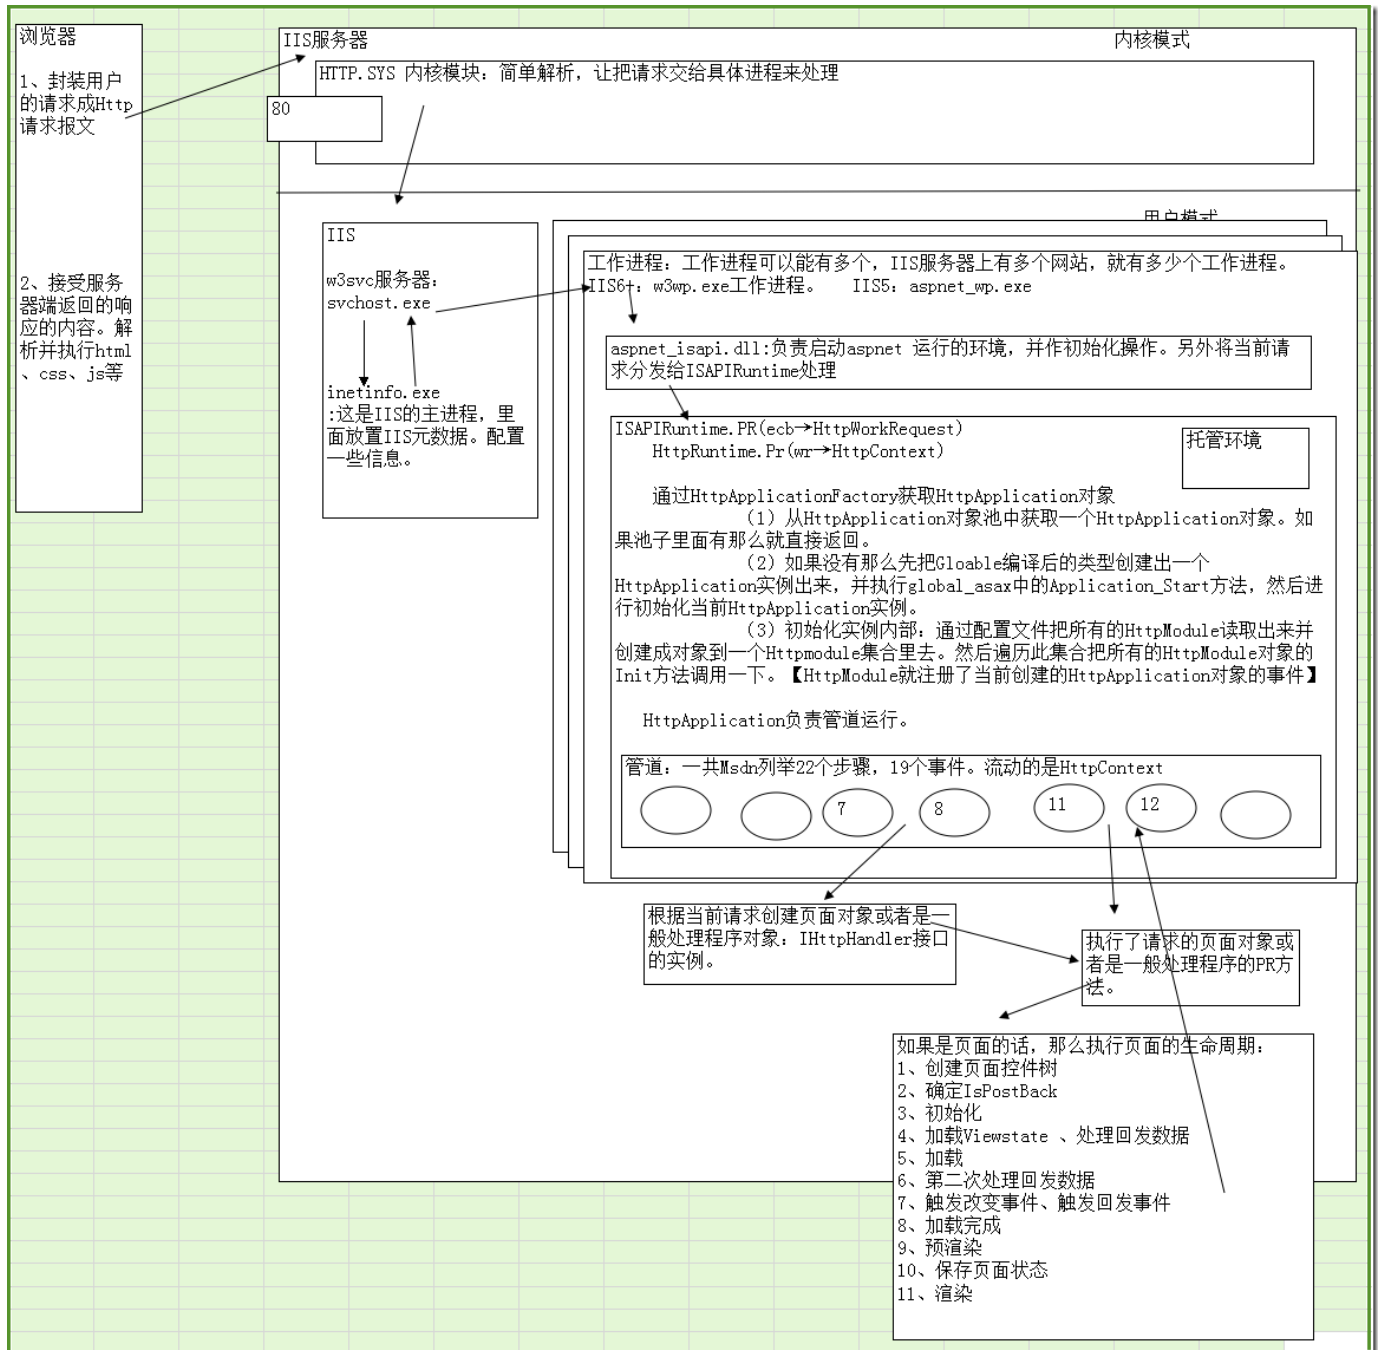 浏览器
1、封装用户
的请求成Http
请求报文
2、接受服务
器端返回的响
应的内容。解
析并执行html
、css、js等
IIS服务器
内核模式
HTTP.SYS 内核模块：简单解析，让把请求交给具体进程来处理
80
用户模式
IIS
w3svc服务器：
svchost.exe
inetinfo.exe
:这是IIS的主进程，里
面放置IIS元数据。配置
一些信息。
工作进程：工作进程可以能有多个，IIS服务器上有多个网站，就有多少个工作进程。
IIS6+：w3wp.exe工作进程。 IIS5：aspnet_wp.exe
aspnet_isapi.dll:负责启动aspnet 运行的环境，并作初始化操作。另外将当前请
求分发给ISAPIRuntime处理
ISAPIRuntime.PR(ecb→HttpWorkRequest)
HttpRuntime.Pr(wr→HttpContext)
托管环境
通过HttpApplicationFactory获取HttpApplication对象
（1）从HttpApplication对象池中获取一个HttpApplication对象。如
果池子里面有那么就直接返回。
（2）如果没有那么先把Gloable编译后的类型创建出一个
HttpApplication实例出来，并执行global_asax中的Application_Start方法，然后进
行初始化当前HttpApplication实例。
（3）初始化实例内部：通过配置文件把所有的HttpModule读取出来并
创建成对象到一个Httpmodule集合里去。然后遍历此集合把所有的HttpModule对象的
Init方法调用一下。【HttpModule就注册了当前创建的HttpApplication对象的事件】
HttpApplication负责管道运行。
管道：一共Msdn列举22个步骤，19个事件。流动的是HttpContext
7
8
11
12
根据当前请求创建页面对象或者是一
般处理程序对象：IHttpHandler接口
的实例。
执行了请求的页面对象或
者是一般处理程序的PR方
法。
如果是页面的话，那么执行页面的生命周期：
1、创建页面控件树
2、确定IsPostBack
3、初始化
4、加载Viewstate 、处理回发数据
5、加载
6、第二次处理回发数据
7、触发改变事件、触发回发事件
8、加载完成
9、预渲染
10、保存页面状态
11、渲染